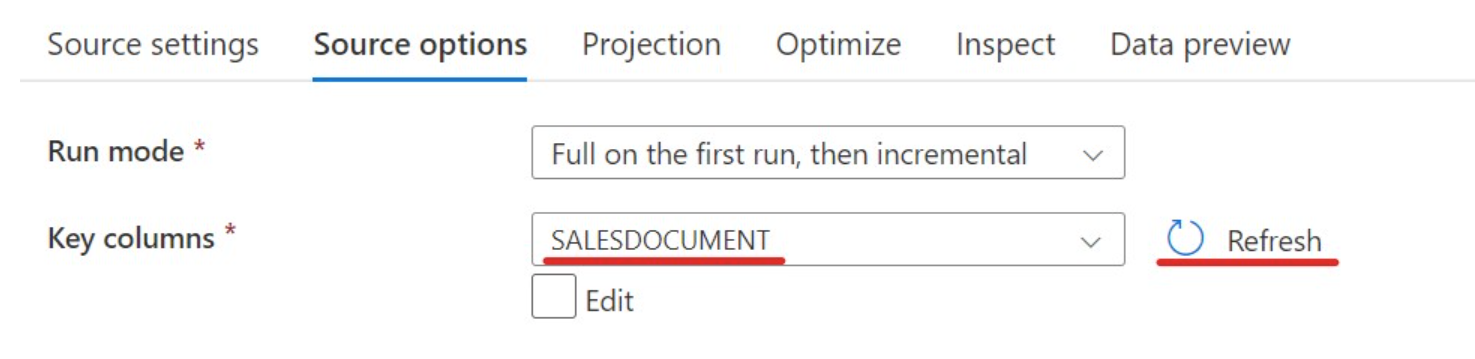 Source settings Source options Projection Optimize Inspect Data preview
Run mode * Full on the first run, then incremental
Key columns * SALESDOCUMENT Refresh
Edit